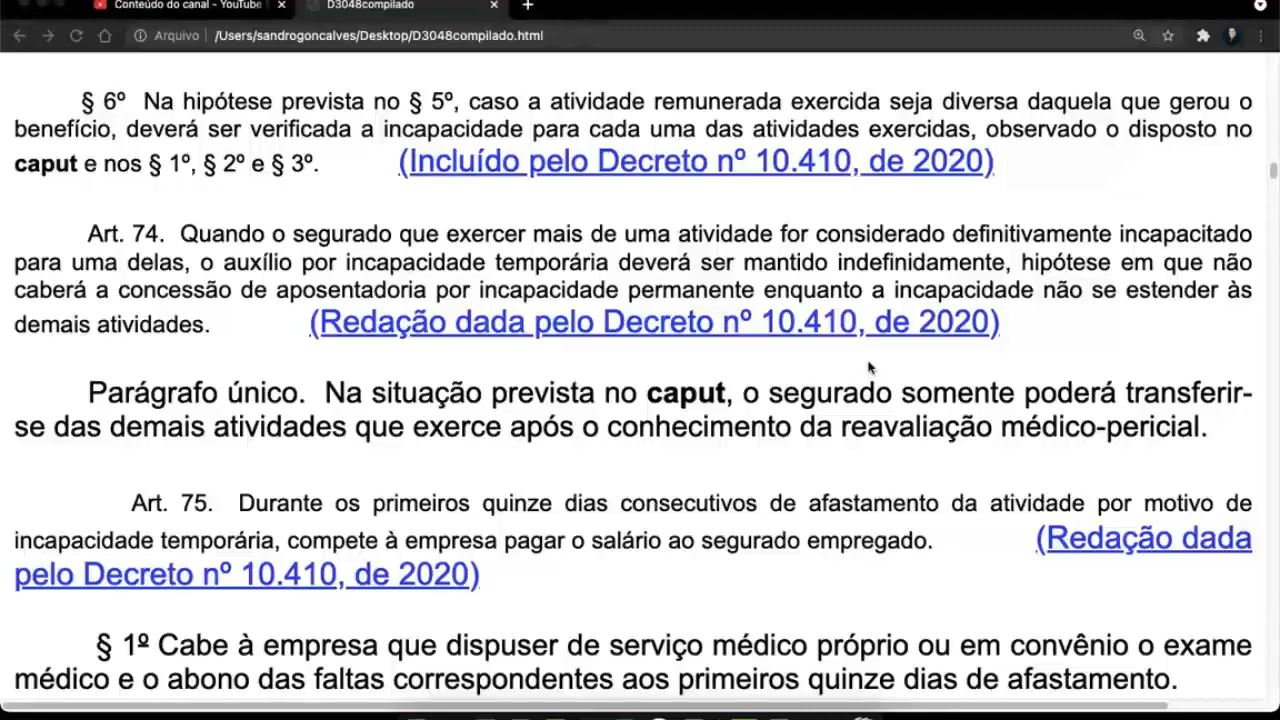 Conteúdo do canal - YouTube
D3048compilado
Arquivo | /Users/sandrogoncalves/Desktop/D3048compilado.html
§ 6º Na hipótese prevista no § 5º, caso a atividade remunerada exercida seja diversa daquela que gerou o
benefício, deverá ser verificada a incapacidade para cada uma das atividades exercidas, observado o disposto no
caput e nos § 1º, § 2º e § 3º. (Incluído pelo Decreto nº 10.410, de 2020)
Art. 74. Quando o segurado que exercer mais de uma atividade for considerado definitivamente incapacitado
para uma delas, o auxílio por incapacidade temporária deverá ser mantido indefinidamente, hipótese em que não
caberá a concessão de aposentadoria por incapacidade permanente enquanto a incapacidade não se estender às
demais atividades. (Redação dada pelo Decreto nº 10.410, de 2020)
Parágrafo único. Na situação prevista no caput, o segurado somente poderá transferir-
se das demais atividades que exerce após o conhecimento da reavaliação médico-pericial.
Art. 75. Durante os primeiros quinze dias consecutivos de afastamento da atividade por motivo de
incapacidade temporária, compete à empresa pagar o salário ao segurado empregado. (Redação dada
pelo Decreto nº 10.410, de 2020)
§ 1º Cabe à empresa que dispuser de serviço médico próprio ou em convênio o exame
médico e o abono das faltas correspondentes aos primeiros quinze dias de afastamento.